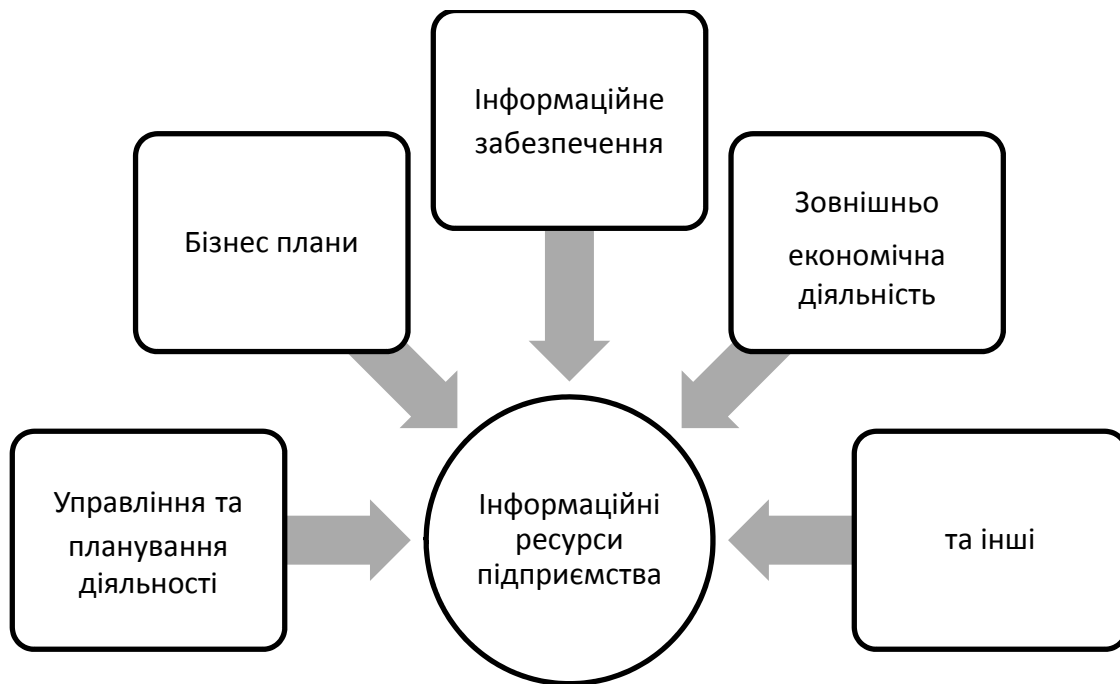 Інформаційне
забезпечення
Бізнес плани
Зовнішньо
економічна
діяльність
Управління та
планування
діяльності
Інформаційні
ресурси
підприємства
та інші